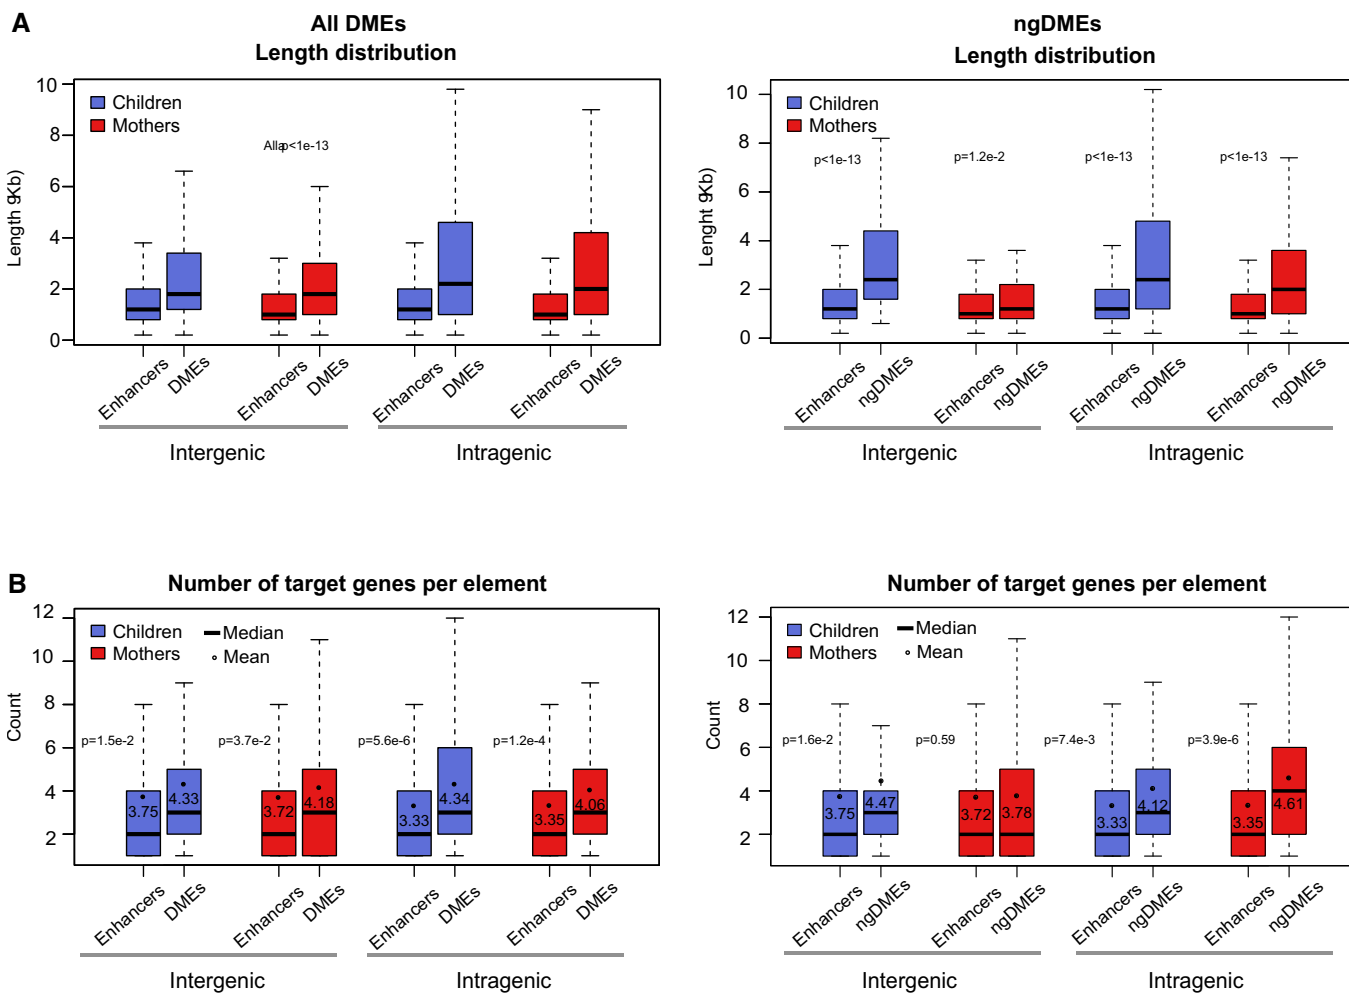 A
All DMEs
Length distribution
Children
Mothers
Alla p<1e-13
Length 9Kb)
10
8
6
4
2
0
Enhancers
DMEs
Enhancers
DMEs
Enhancers
DMEs
Enhancers
DMEs
Intergenic
Intragenic
ngDMEs
Length distribution
Children
Mothers
p<1e-13
p=1.2e-2
p<1e-13
p<1e-13
Lenght 9Kb)
10
8
6
4
2
0
Enhancers
ngDMEs
Enhancers
ngDMEs
Enhancers
ngDMEs
Enhancers
ngDMEs
Intergenic
Intragenic
B
Number of target genes per element
Children
Mothers
Median
Mean
Count
12
10
8
6
4
2
p=1.5e-2
p=3.7e-2
p=5.6e-6
p=1.2e-4
3.75
4.33
3.72
4.18
3.33
4.34
3.35
4.06
Enhancers
DMEs
Enhancers
DMEs
Enhancers
DMEs
Enhancers
DMEs
Intergenic
Intragenic
Number of target genes per element
Children
Mothers
Median
Mean
Count
12
10
8
6
4
2
p=1.6e-2
p=0.59
p=7.4e-3
p=3.9e-6
3.75
4.47
3.72
3.78
3.33
4.12
3.35
4.61
Enhancers
ngDMEs
Enhancers
ngDMEs
Enhancers
ngDMEs
Enhancers
ngDMEs
Intergenic
Intragenic